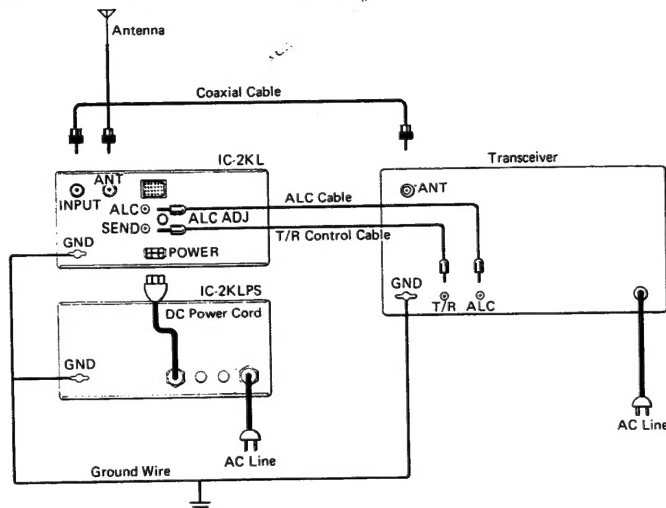 Antenna
Coaxial Cable
IC-2KL
Transceiver
ANT
INPUT
ALC
ALC ADJ
SEND
GND
POWER
ALC Cable
T/R Control Cable
ANT
GND
T/R
ALC
IC-2KLPS
DC Power Cord
GND
AC Line
AC Line
Ground Wire